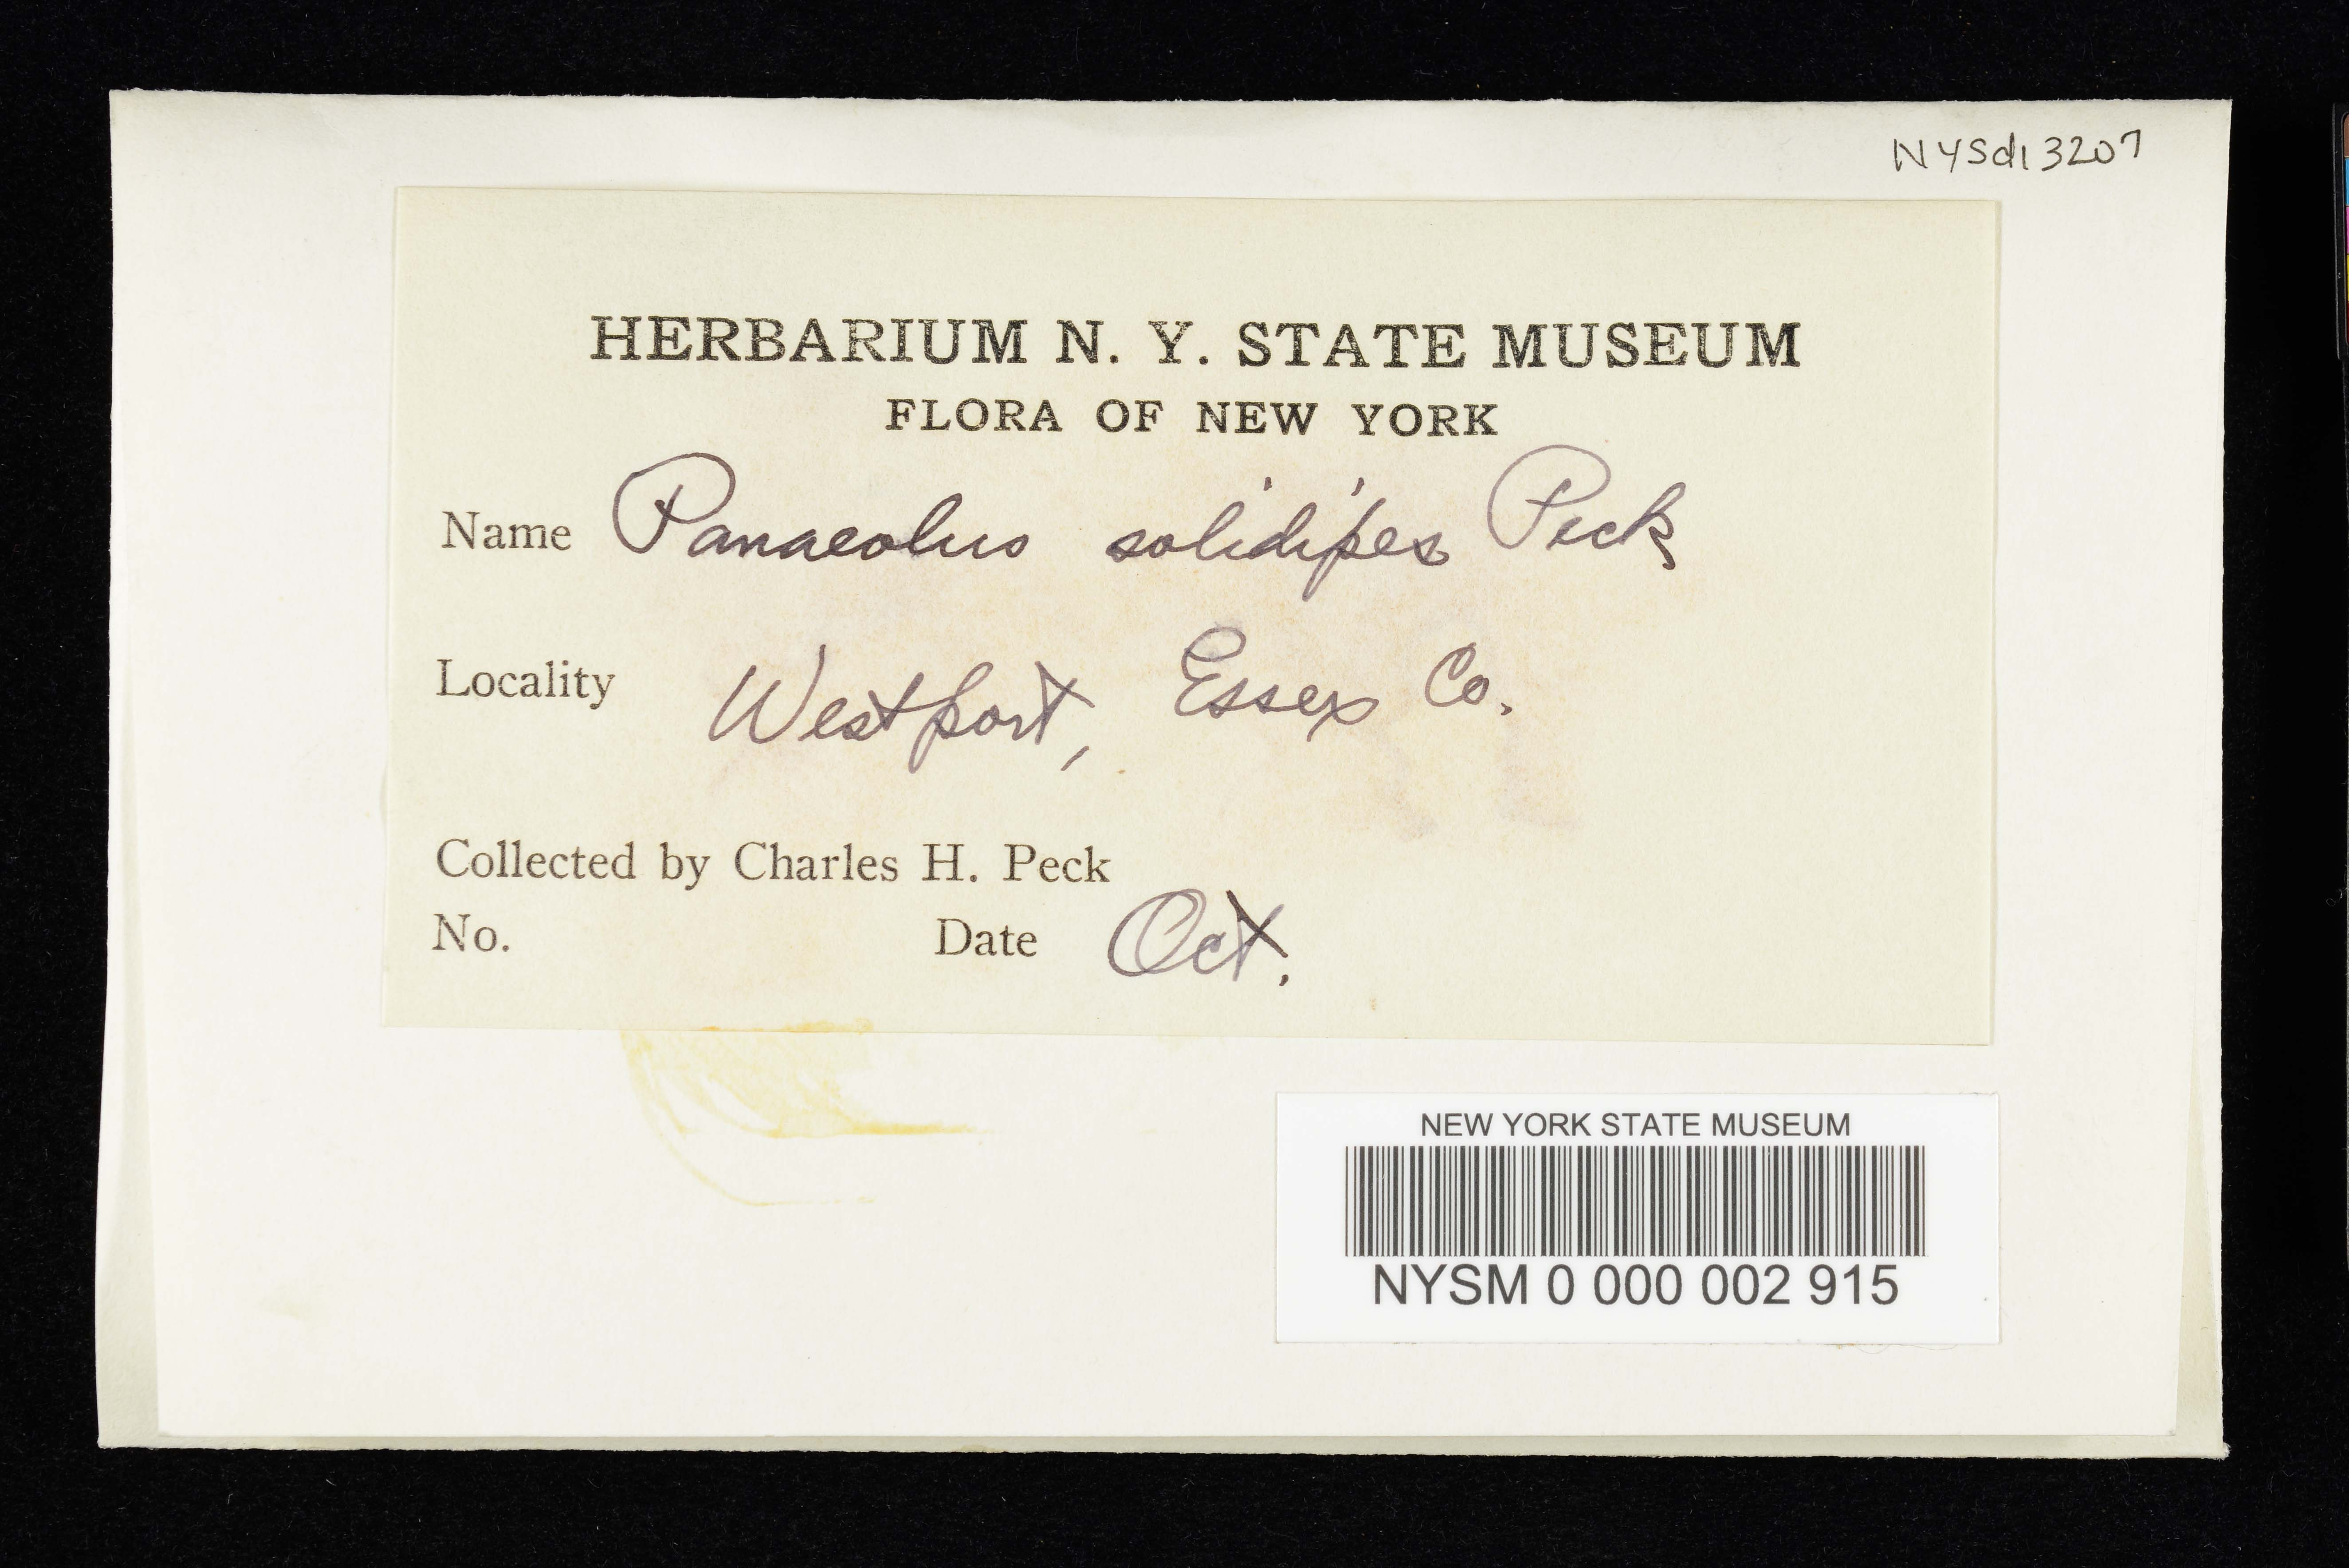 NYSd13207
HERBARIUM N. Y. STATE MUSEUM
FLORA OF NEW YORK
Name Panaeolus solidipes Peck
Locality Westport, Essex Co.
Collected by Charles H. Peck
No. Date Oct.
NEW YORK STATE MUSEUM
NYSM 0 000 002 915